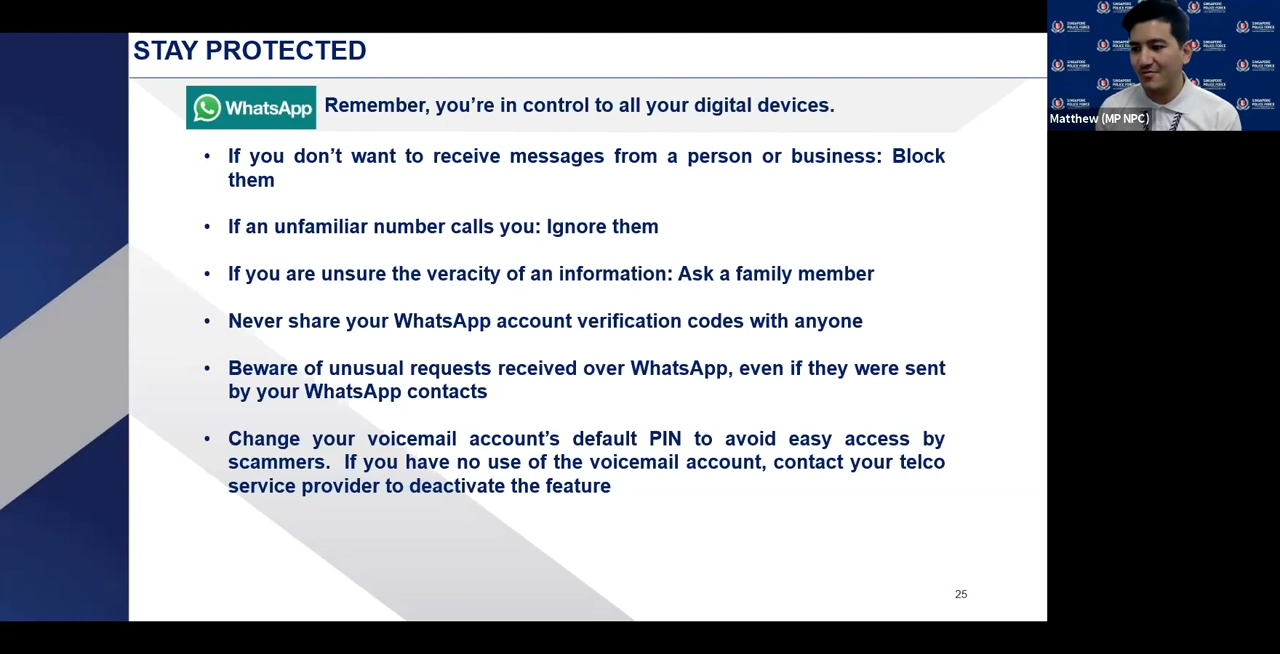 STAY PROTECTED
WhatsApp Remember, you're in control to all your digital devices.
• If you don't want to receive messages from a person or business: Block
them
• If an unfamiliar number calls you: Ignore them
• If you are unsure the veracity of an information: Ask a family member
• Never share your WhatsApp account verification codes with anyone
• Beware of unusual requests received over WhatsApp, even if they were sent
by your WhatsApp contacts
• Change your voicemail account's default PIN to avoid easy access by
scammers. If you have no use of the voicemail account, contact your telco
service provider to deactivate the feature
25
SINGAPORE
POLICE FORCE
Matthew (MP NPC)